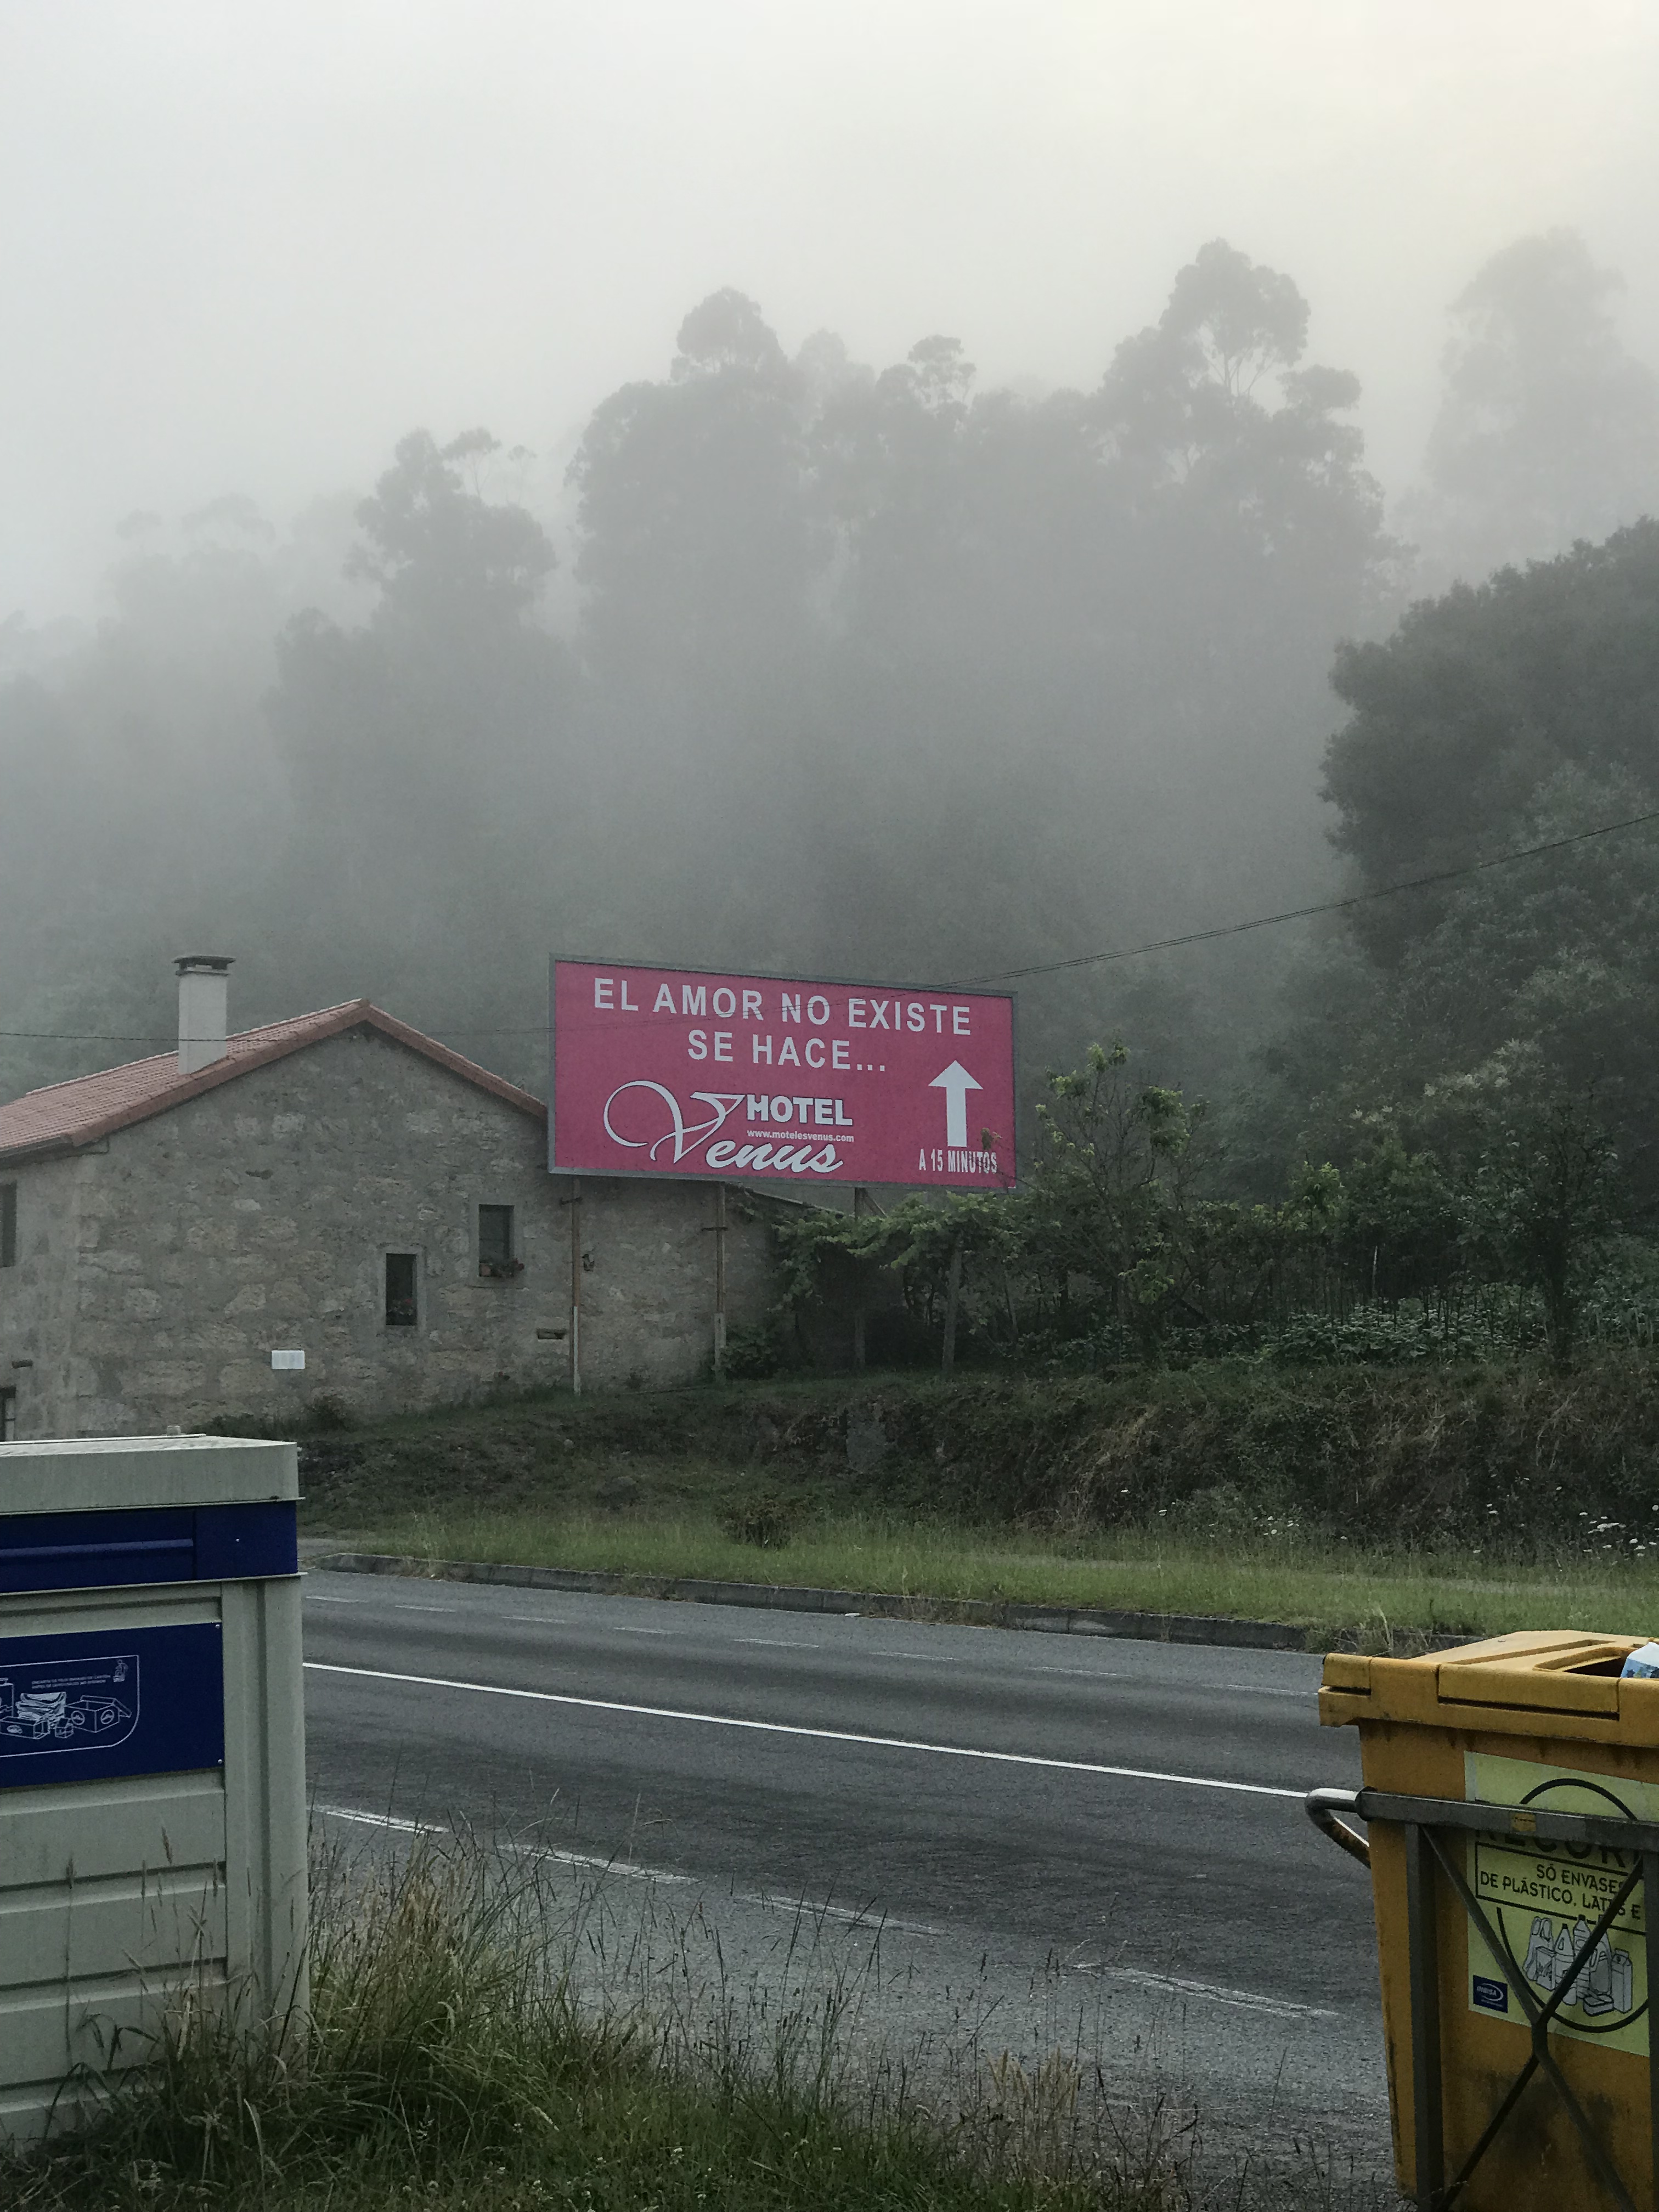 EL AMOR NO EXISTE
SE HACE...
MOTEL
www.motelesvenus.com
Venus
A 15 MINUTOS
SÓ ENVASES
DE PLÁSTICO, LATAS E